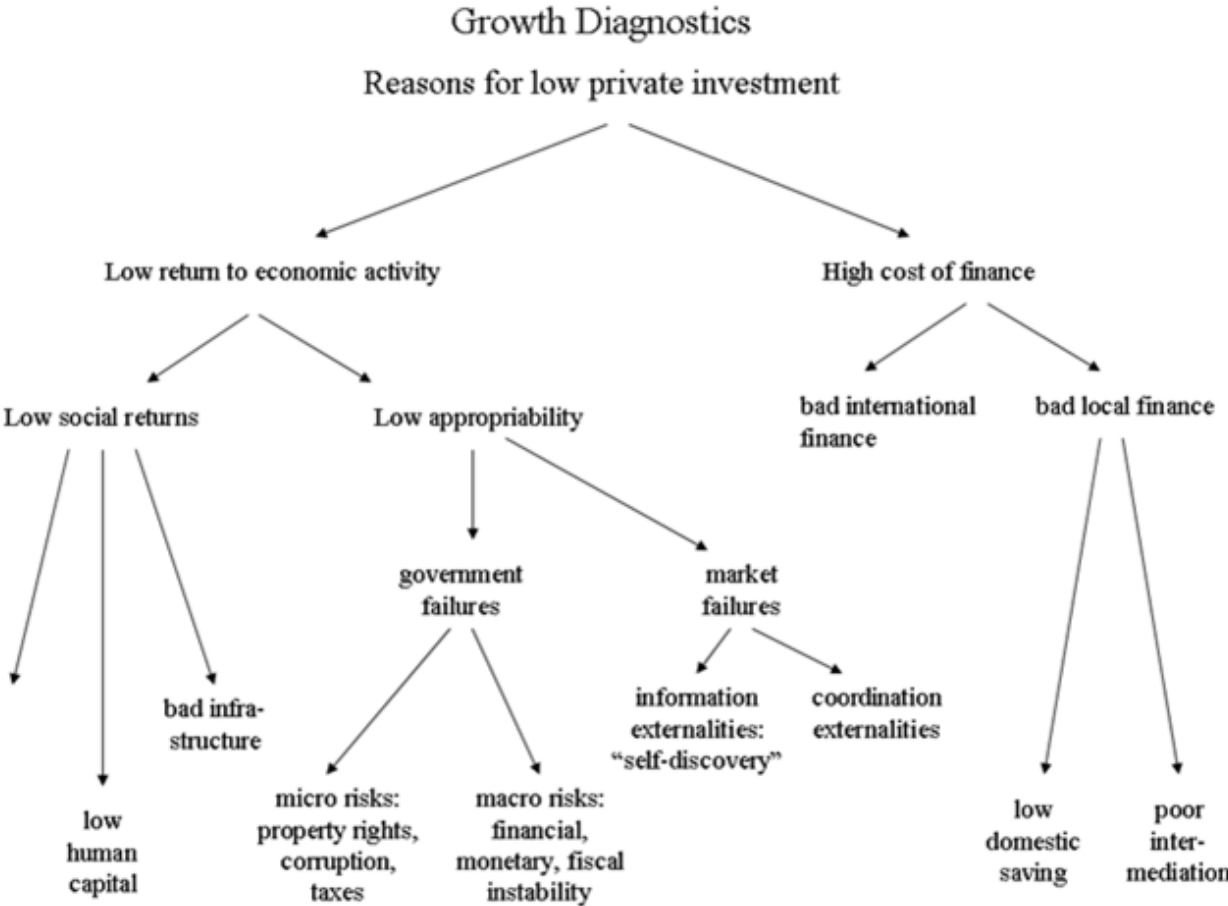 Growth Diagnostics
Reasons for low private investment
Low return to economic activity
High cost of finance
Low social returns
Low appropriability
bad international
finance
bad local finance
government
failures
market
failures
bad infra-
structure
information
externalities:
“self-discovery”
coordination
externalities
low
human
capital
micro risks:
property rights,
corruption,
taxes
macro risks:
financial,
monetary, fiscal
instability
low
domestic
saving
poor
inter-
mediation